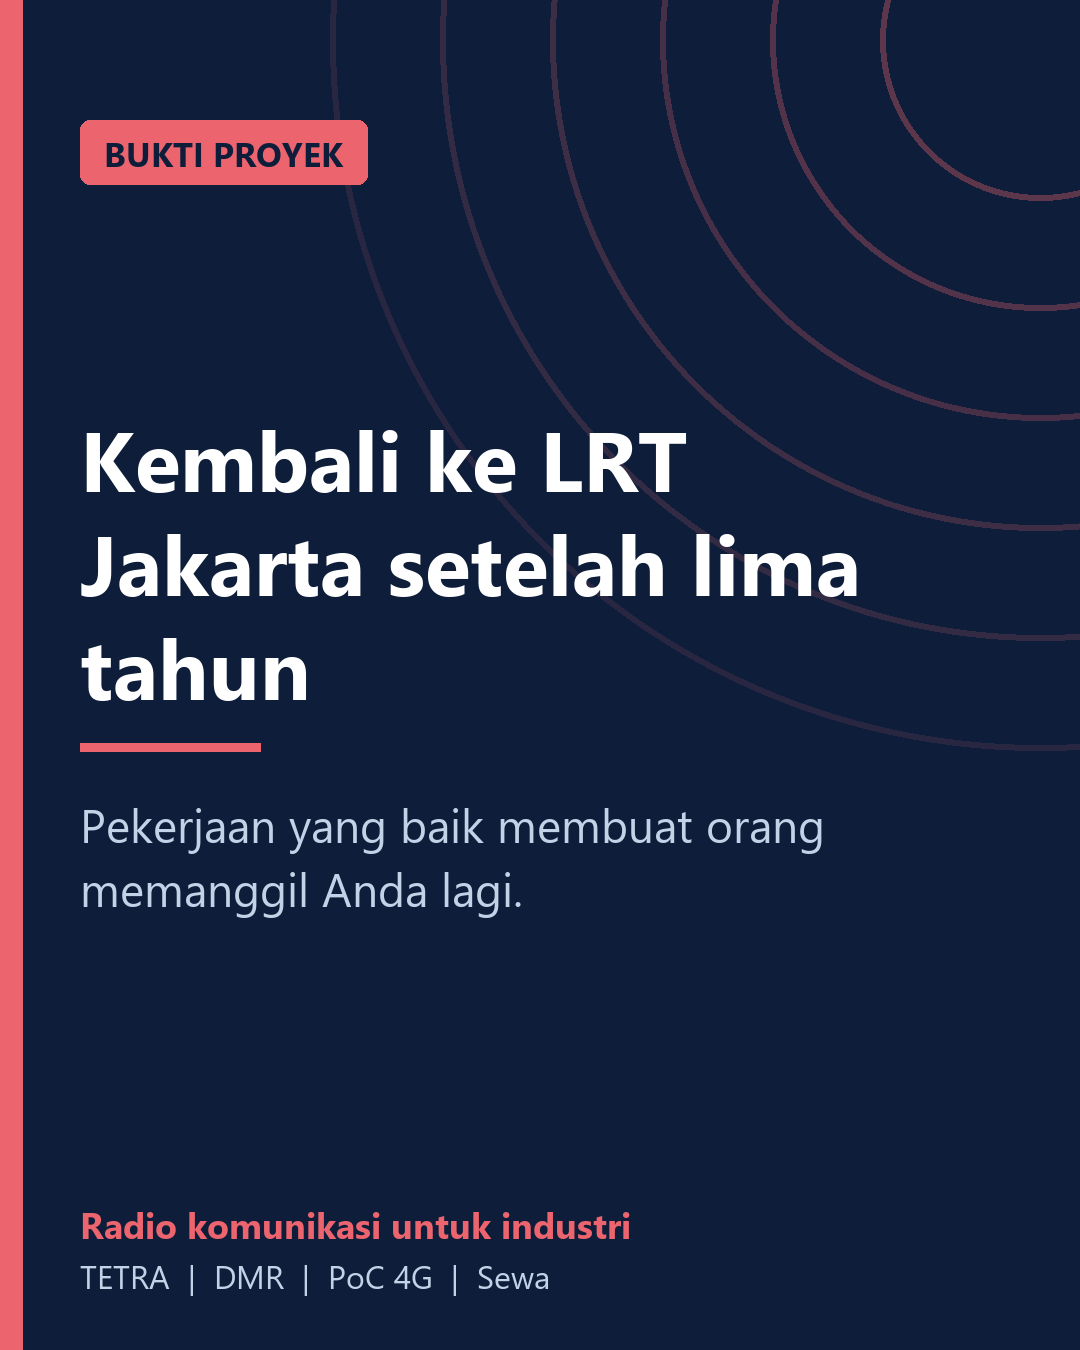 BUKTI PROYEK
Kembali ke LRT
Jakarta setelah lima
tahun
Pekerjaan yang baik membuat orang
memanggil Anda lagi.
Radio komunikasi untuk industri
TETRA | DMR | PoC 4G | Sewa